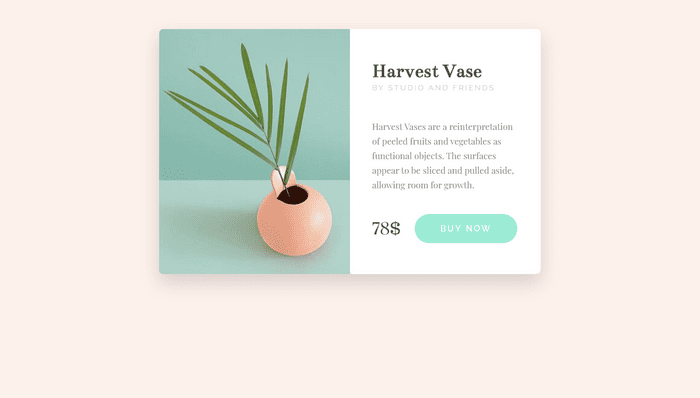 Harvest Vase
BY STUDIO AND FRIENDS
Harvest Vases are a reinterpretation
of peeled fruits and vegetables as
functional objects. The surfaces
appear to be sliced and pulled aside,
allowing room for growth.
78$ BUY NOW